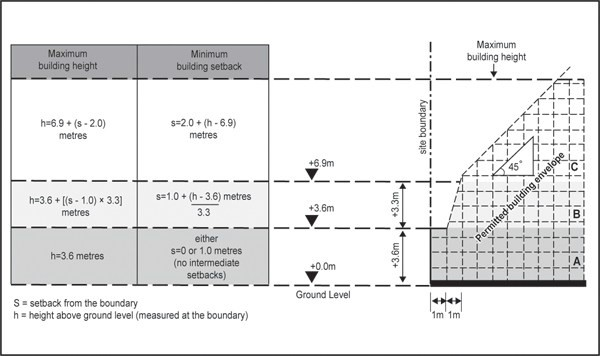 Maximum
building height
Minimum
building setback
h=6.9 + (s - 2.0)
metres
s=2.0 + (h - 6.9)
metres
h=3.6 + [(s - 1.0) × 3.3]
metres
s=1.0 + (h - 3.6) metres
3.3
h=3.6 metres
either
s=0 or 1.0 metres
(no intermediate
setbacks)
S = setback from the boundary
h = height above ground level (measured at the boundary)
+6.9m
+3.6m
+0.0m
Ground Level
+3.3m
+3.6m
site boundary
Maximum
building height
45°
Permitted building envelope
C
B
A
1m
1m